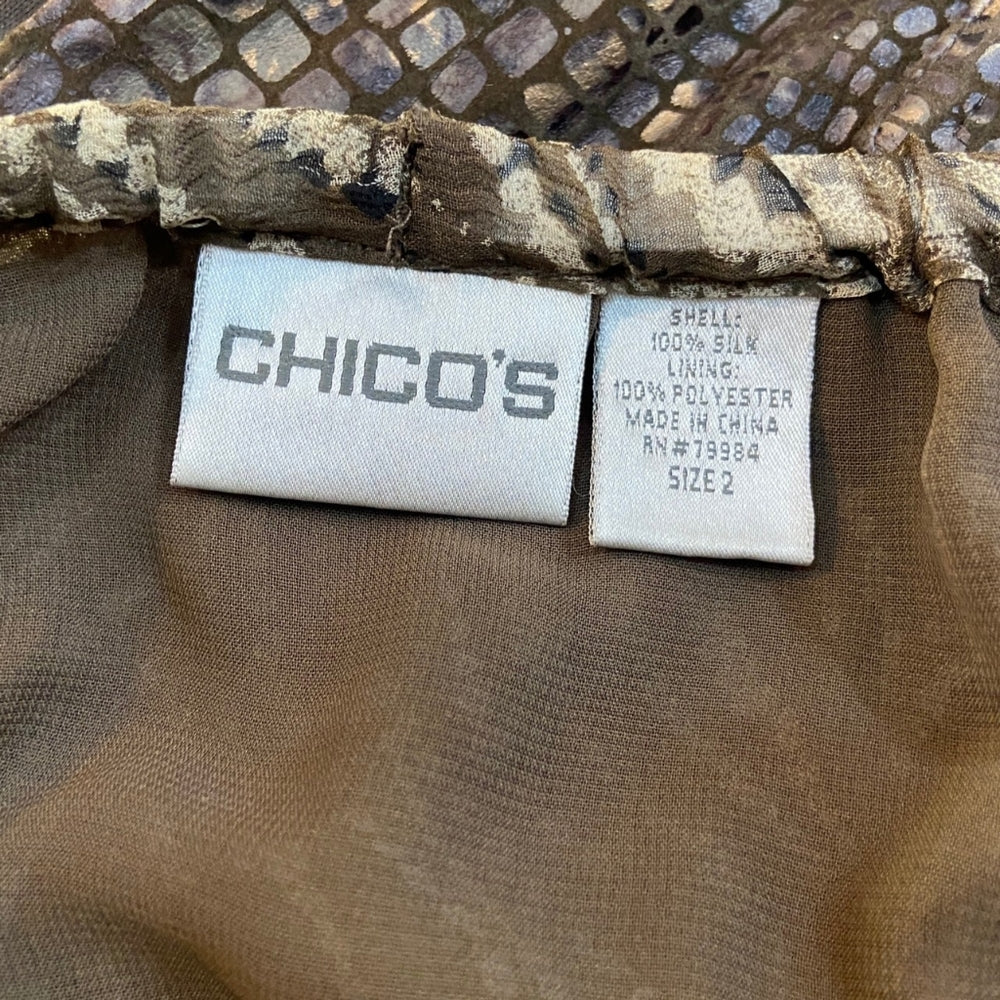 CHICO'S
SHELL:
100% SILK
LINING:
100% POLYESTER
MADE IN CHINA
RN#79984
SIZE 2